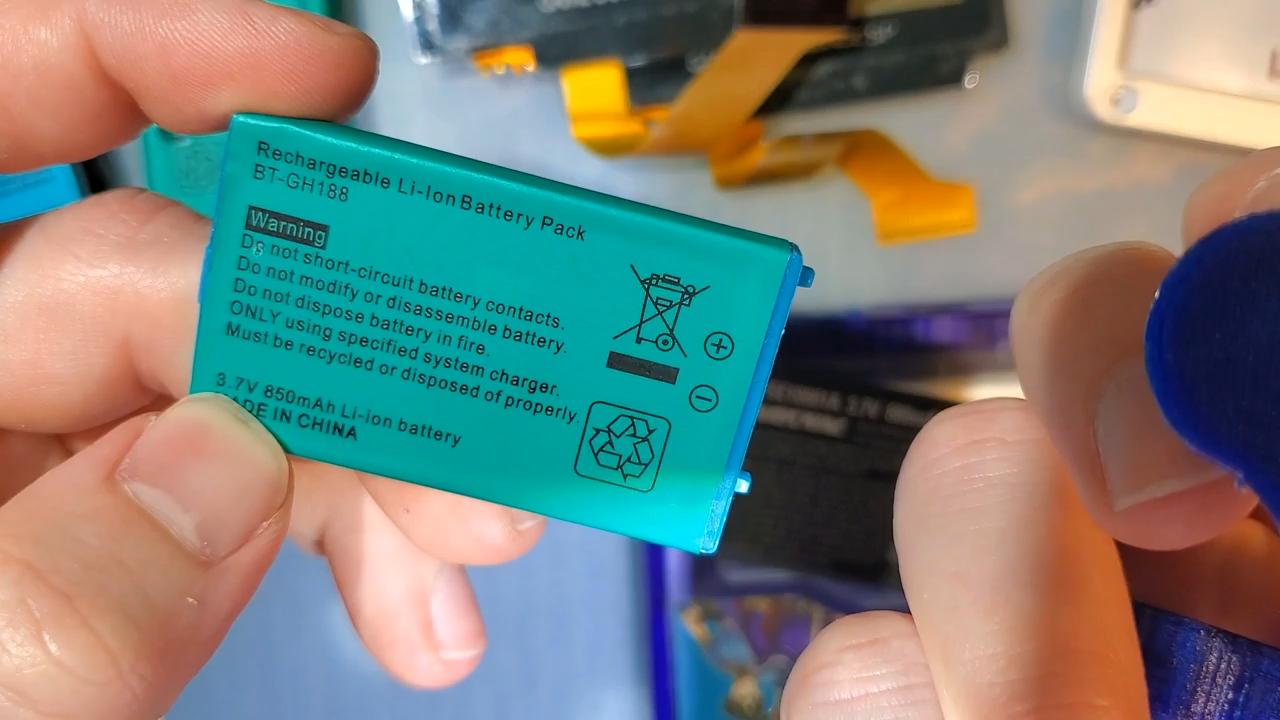 Rechargeable Li-Ion Battery Pack
BT-GH188
Warning
Do not short-circuit battery contacts.
Do not modify or disassemble battery.
Do not dispose battery in fire.
ONLY using specified system charger.
Must be recycled or disposed of properly.
3.7V 850mAh Li-ion battery
ADE IN CHINA